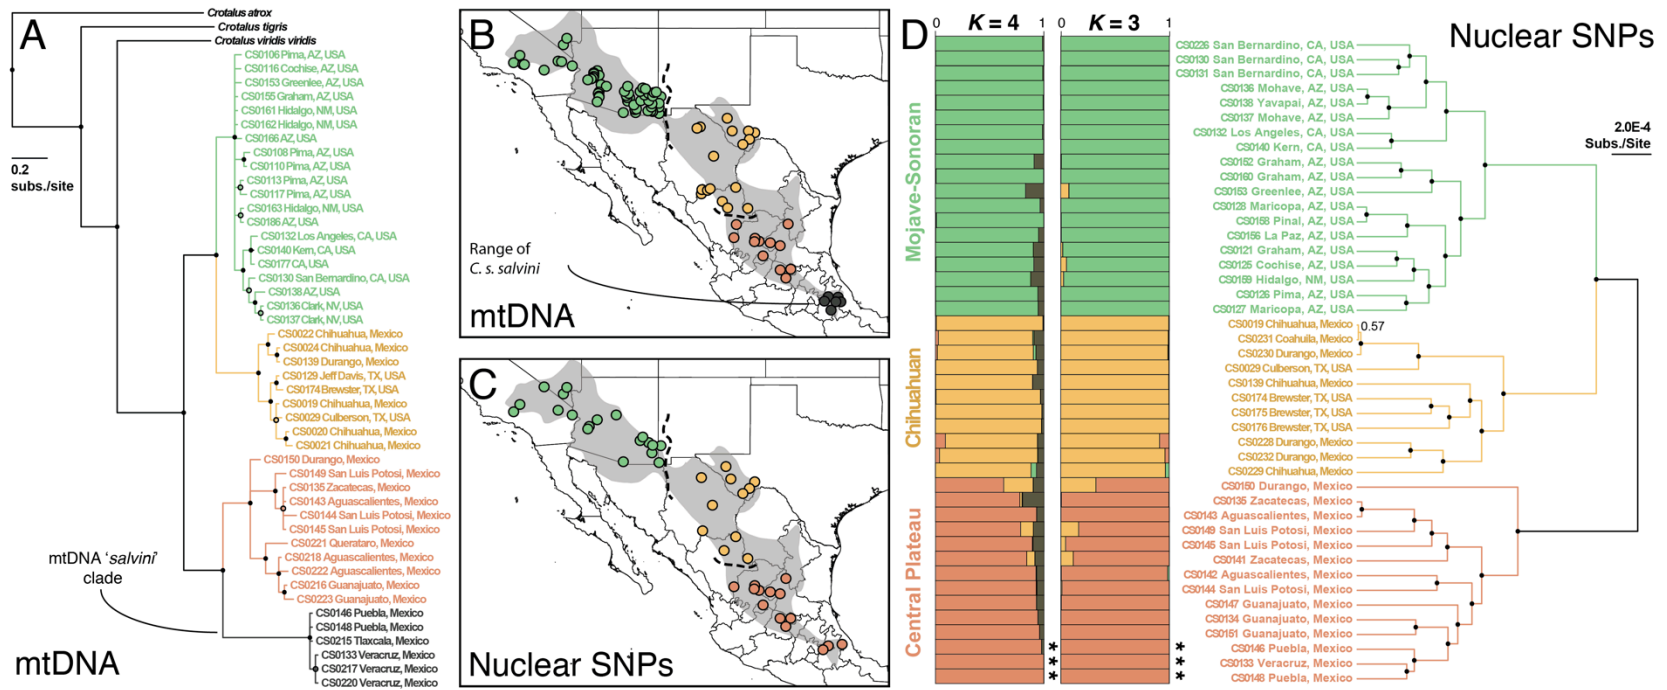 A
Crotalus atrox
Crotalus tigris
Crotalus viridis viridis
CS0106 Pima, AZ, USA
CS0116 Cochise, AZ, USA
CS0153 Greenlee, AZ, USA
CS0155 Graham, AZ, USA
CS0161 Hidalgo, NM, USA
CS0162 Hidalgo, NM, USA
CS0166 AZ, USA
CS0108 Pima, AZ, USA
CS0110 Pima, AZ, USA
CS0113 Pima, AZ, USA
CS0117 Pima, AZ, USA
CS0163 Hidalgo, NM, USA
CS0186 AZ, USA
CS0132 Los Angeles, CA, USA
CS0140 Kern, CA, USA
CS0177 CA, USA
CS0130 San Bernardino, CA, USA
CS0138 AZ, USA
CS0136 Clark, NV, USA
CS0137 Clark, NV, USA
CS0022 Chihuahua, Mexico
CS0024 Chihuahua, Mexico
CS0139 Durango, Mexico
CS0129 Jeff Davis, TX, USA
CS0174 Brewster, TX, USA
CS0019 Chihuahua, Mexico
CS0029 Culberson, TX, USA
CS0020 Chihuahua, Mexico
CS0021 Chihuahua, Mexico
CS0150 Durango, Mexico
CS0149 San Luis Potosi, Mexico
CS0135 Zacatecas, Mexico
CS0143 Aguascalientes, Mexico
CS0144 San Luis Potosi, Mexico
CS0145 San Luis Potosi, Mexico
CS0221 Querataro, Mexico
CS0218 Aguascalientes, Mexico
CS0222 Aguascalientes, Mexico
CS0216 Guanajuato, Mexico
CS0223 Guanajuato, Mexico
CS0146 Puebla, Mexico
CS0148 Puebla, Mexico
CS0215 Tlaxcala, Mexico
CS0133 Veracruz, Mexico
CS0217 Veracruz, Mexico
CS0220 Veracruz, Mexico
0.2
subs./site
mtDNA 'salvini'
clade
mtDNA
B
Range of
C. s. salvini
mtDNA
C
Nuclear SNPs
D
0 K = 4 1
0 K = 3 1
Nuclear SNPs
Mojave-Sonoran
Chihuahuan
Central Plateau
CS0226 San Bernardino, CA, USA
CS0130 San Bernardino, CA, USA
CS0131 San Bernardino, CA, USA
CS0136 Mohave, AZ, USA
CS0138 Yavapai, AZ, USA
CS0137 Mohave, AZ, USA
CS0132 Los Angeles, CA, USA
CS0140 Kern, CA, USA
CS0152 Graham, AZ, USA
CS0160 Graham, AZ, USA
CS0153 Greenlee, AZ, USA
CS0128 Maricopa, AZ, USA
CS0158 Pinal, AZ, USA
CS0156 La Paz, AZ, USA
CS0121 Graham, AZ, USA
CS0125 Cochise, AZ, USA
CS0159 Hidalgo, NM, USA
CS0126 Pima, AZ, USA
CS0127 Maricopa, AZ, USA
CS0019 Chihuahua, Mexico
CS0231 Coahuila, Mexico
CS0230 Durango, Mexico
CS0029 Culberson, TX, USA
CS0139 Chihuahua, Mexico
CS0174 Brewster, TX, USA
CS0175 Brewster, TX, USA
CS0176 Brewster, TX, USA
CS0228 Durango, Mexico
CS0232 Durango, Mexico
CS0229 Chihuahua, Mexico
CS0150 Durango, Mexico
CS0135 Zacatecas, Mexico
CS0143 Aguascalientes, Mexico
CS0149 San Luis Potosi, Mexico
CS0145 San Luis Potosi, Mexico
CS0141 Zacatecas, Mexico
CS0142 Aguascalientes, Mexico
CS0144 San Luis Potosi, Mexico
CS0147 Guanajuato, Mexico
CS0134 Guanajuato, Mexico
CS0151 Guanajuato, Mexico
* * CS0146 Puebla, Mexico
* * CS0133 Veracruz, Mexico
* * CS0148 Puebla, Mexico
0.57
2.0E-4
Subs./Site